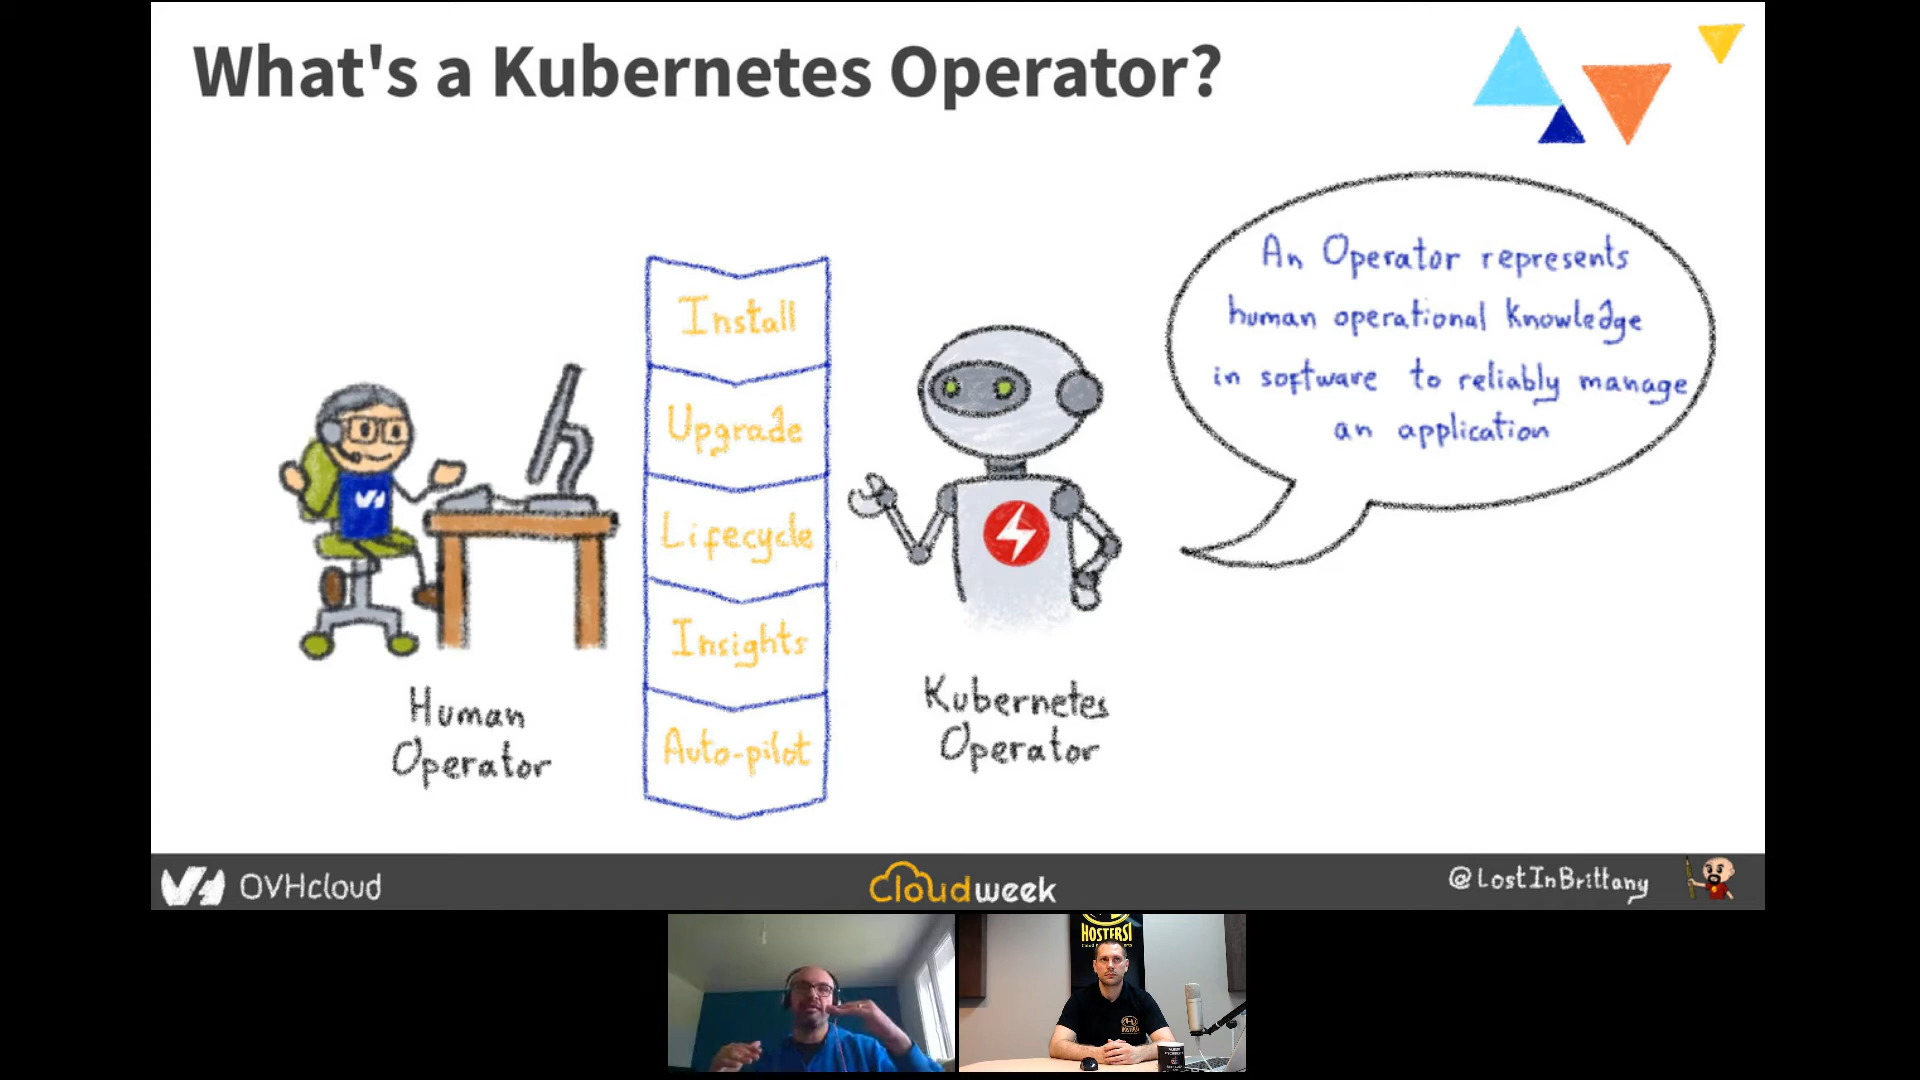 What's a Kubernetes Operator?
An Operator represents
human operational knowledge
in software to reliably manage
an application
Install
Upgrade
Lifecycle
Insights
Auto-pilot
Human
Operator
Kubernetes
Operator
OVHcloud
Cloudweek
@LostInBrittany
HOSTERSI